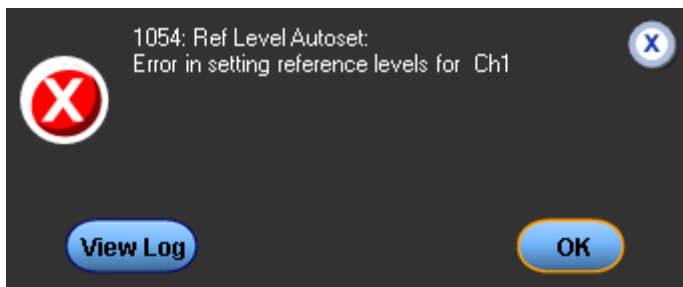 1054: Ref Level Autoset:
Error in setting reference levels for Ch1
X
X
View Log
OK